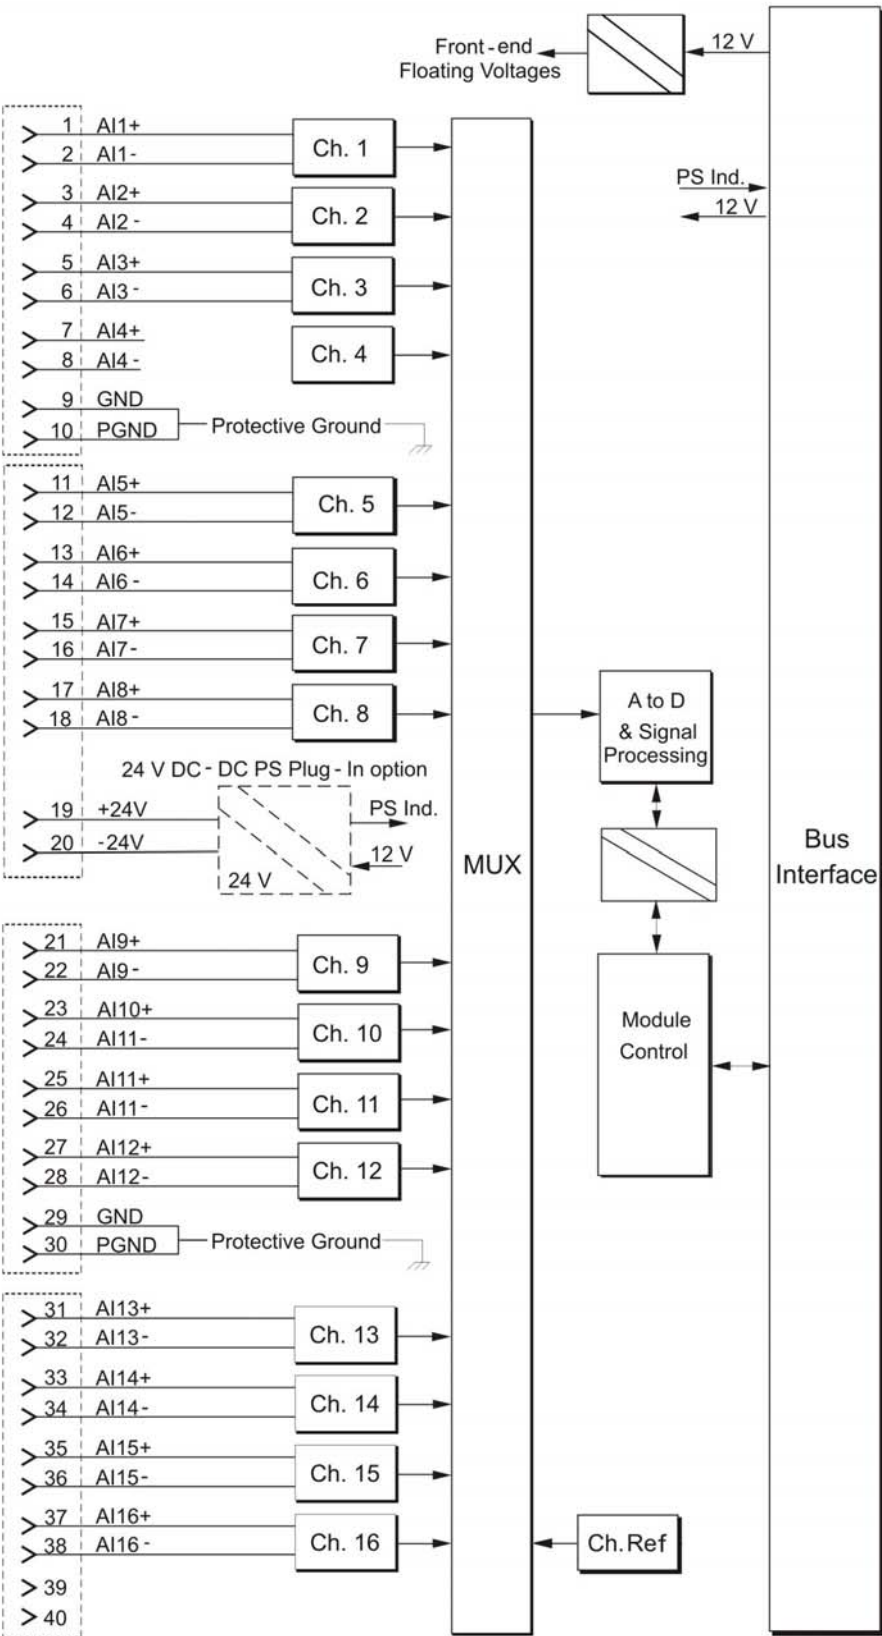 Front-end
Floating Voltages
12 V
PS Ind.
12 V
1 AI1+
2 AI1-
Ch. 1
3 AI2+
4 AI2 -
Ch. 2
5 AI3+
6 AI3 -
Ch. 3
7 AI4+
8 AI4 -
Ch. 4
9 GND
10 PGND
Protective Ground
11 AI5+
12 AI5-
Ch. 5
13 AI6+
14 AI6 -
Ch. 6
15 AI7+
16 AI7-
Ch. 7
17 AI8+
18 AI8 -
Ch. 8
24 V DC - DC PS Plug - In option
19 +24V
20 -24V
24 V
PS Ind.
12 V
21 AI9+
22 AI9 -
Ch. 9
23 AI10+
24 AI11-
Ch. 10
25 AI11+
26 AI11-
Ch. 11
27 AI12+
28 AI12-
Ch. 12
29 GND
30 PGND
Protective Ground
31 AI13+
32 AI13-
Ch. 13
33 AI14+
34 AI14-
Ch. 14
35 AI15+
36 AI15-
Ch. 15
37 AI16+
38 AI16 -
Ch. 16
39
40
MUX
A to D
& Signal
Processing
Module
Control
Ch.Ref
Bus
Interface